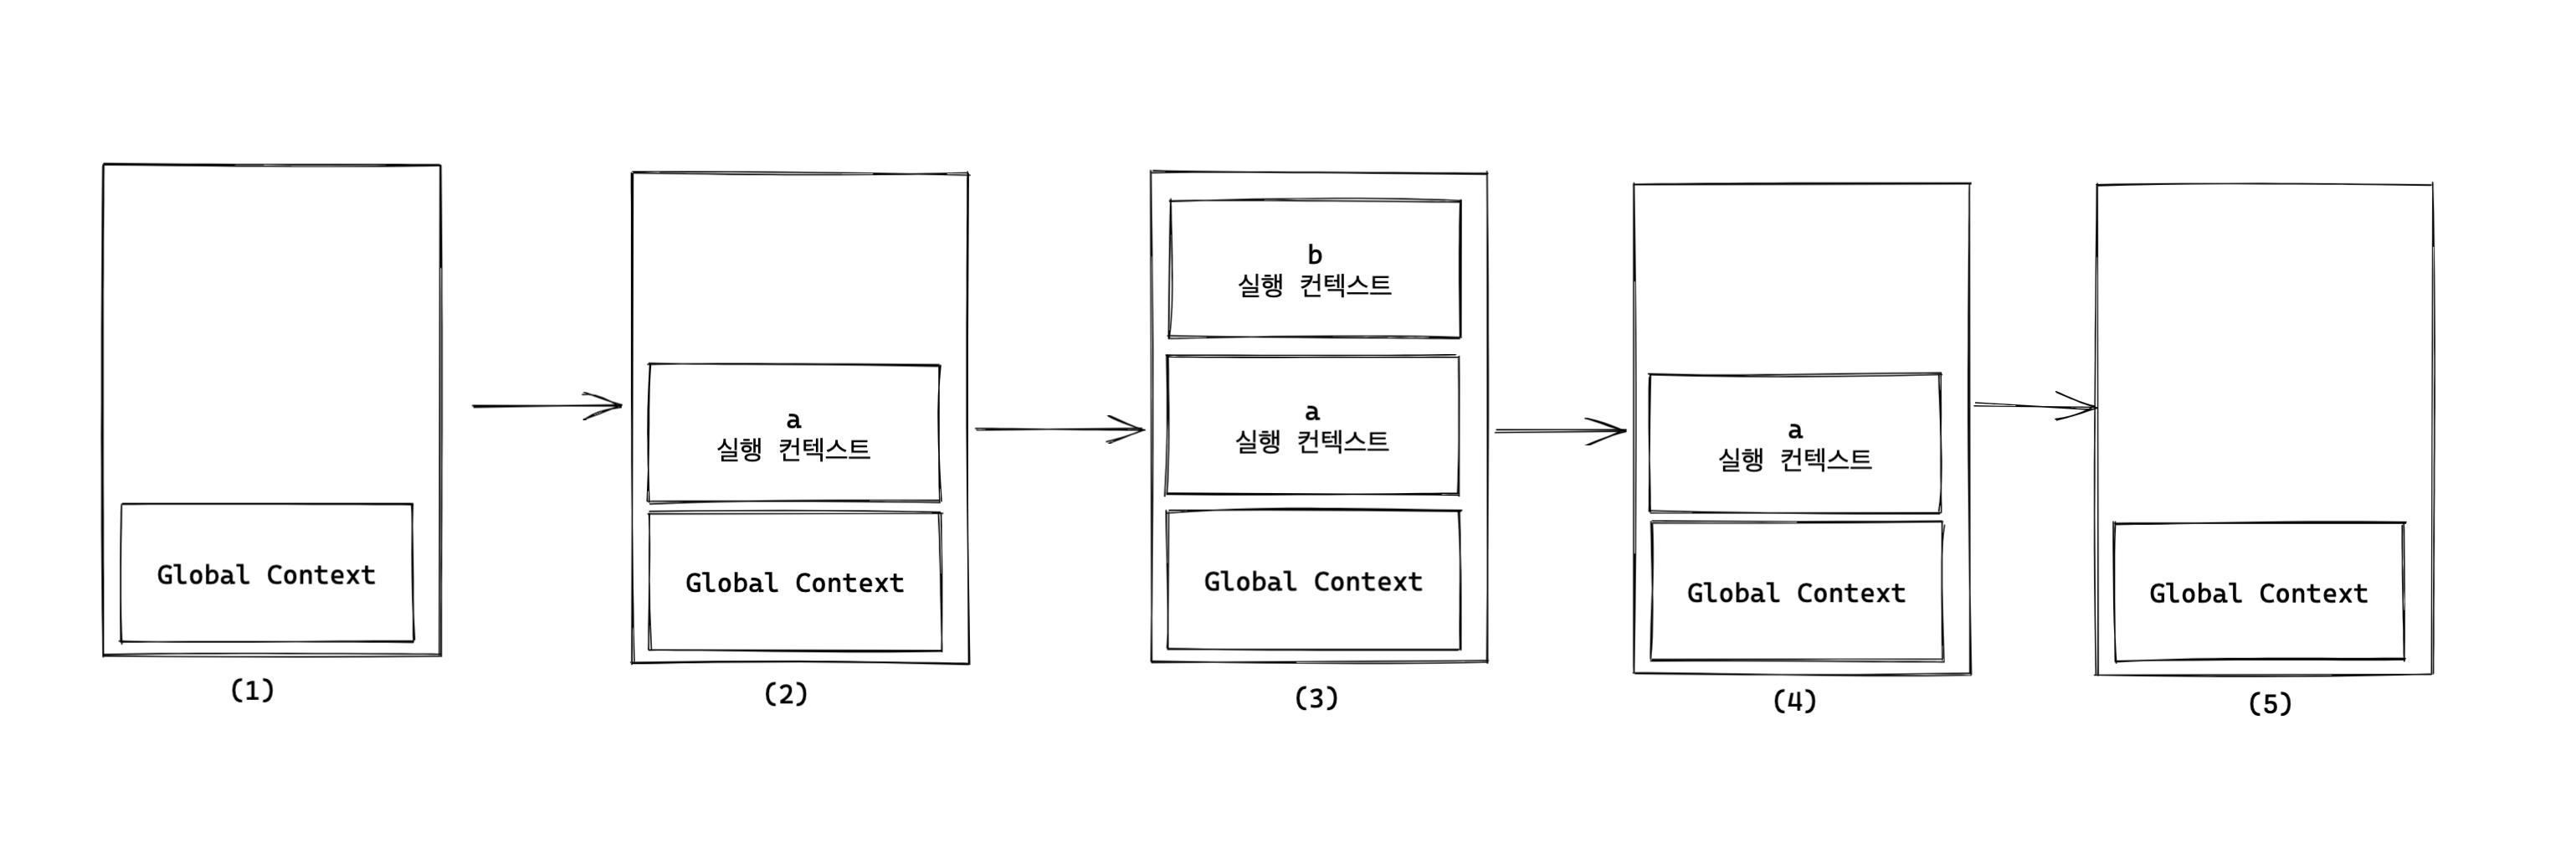 Global Context
(1)
a
실행 컨텍스트
Global Context
(2)
b
실행 컨텍스트
a
실행 컨텍스트
Global Context
(3)
a
실행 컨텍스트
Global Context
(4)
Global Context
(5)